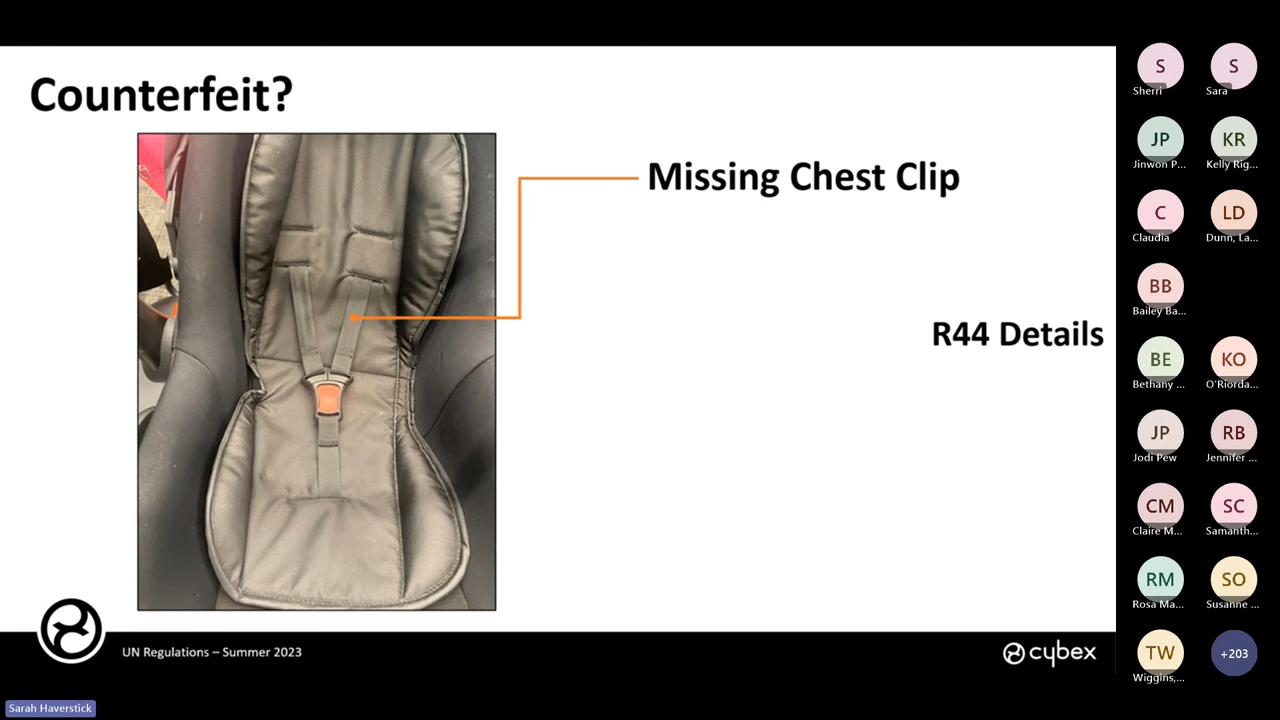 Counterfeit?
Missing Chest Clip
R44 Details
UN Regulations – Summer 2023
cybex
Sarah Haverstick
S
Sherri
S
Sara
JP
Jinwon P...
KR
Kelly Rig...
C
Claudia
LD
Dunn, La...
BB
Bailey Ba...
BE
Bethany ...
KO
O'Riorda...
JP
Jodi Pew
RB
Jennifer ...
CM
Claire M...
SC
Samanth...
RM
Rosa Ma...
SO
Susanne ...
TW
Wiggins,...
+203